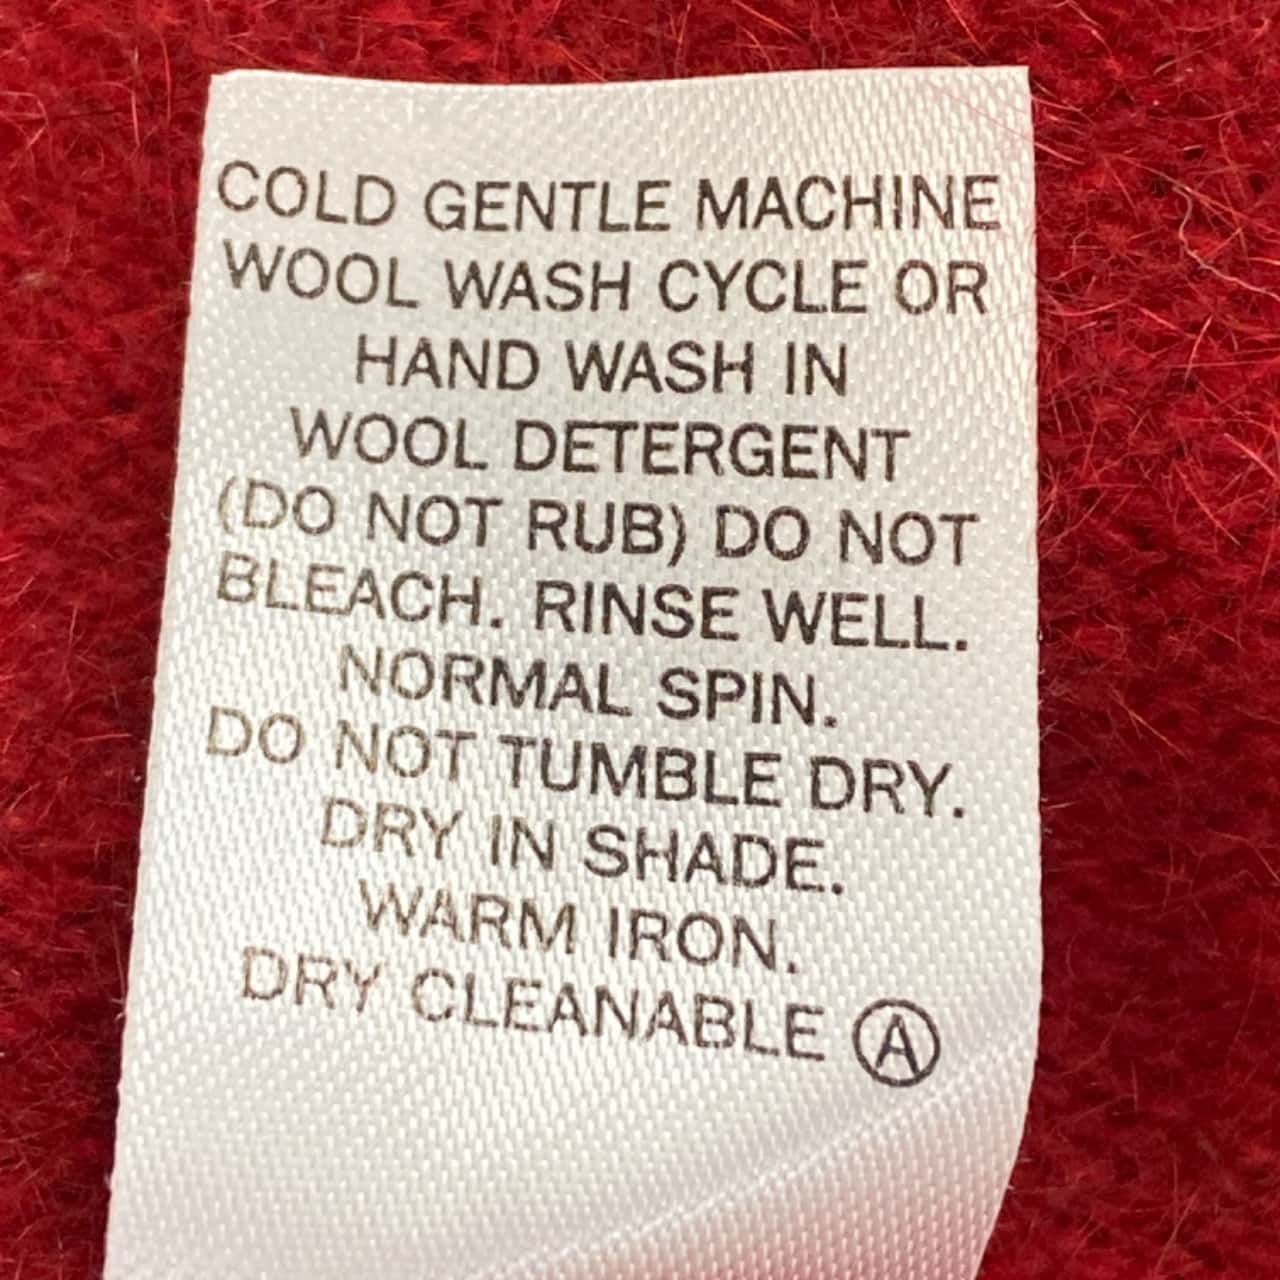 COLD GENTLE MACHINE
WOOL WASH CYCLE OR
HAND WASH IN
WOOL DETERGENT
(DO NOT RUB) DO NOT
BLEACH. RINSE WELL.
NORMAL SPIN.
DO NOT TUMBLE DRY.
DRY IN SHADE.
WARM IRON.
DRY CLEANABLE Ⓐ